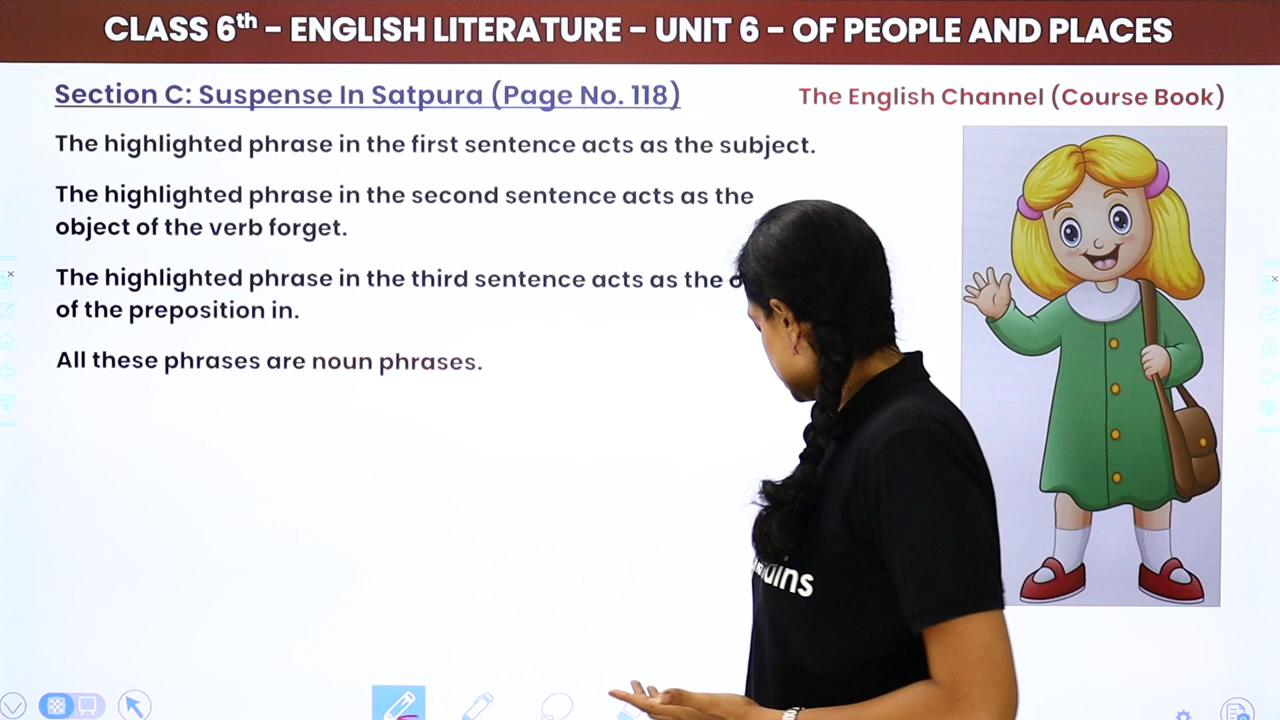 CLASS 6th - ENGLISH LITERATURE - UNIT 6 - OF PEOPLE AND PLACES
Section C: Suspense In Satpura (Page No. 118)
The English Channel (Course Book)
The highlighted phrase in the first sentence acts as the subject.
The highlighted phrase in the second sentence acts as the
object of the verb forget.
The highlighted phrase in the third sentence acts as the
of the preposition in.
All these phrases are noun phrases.